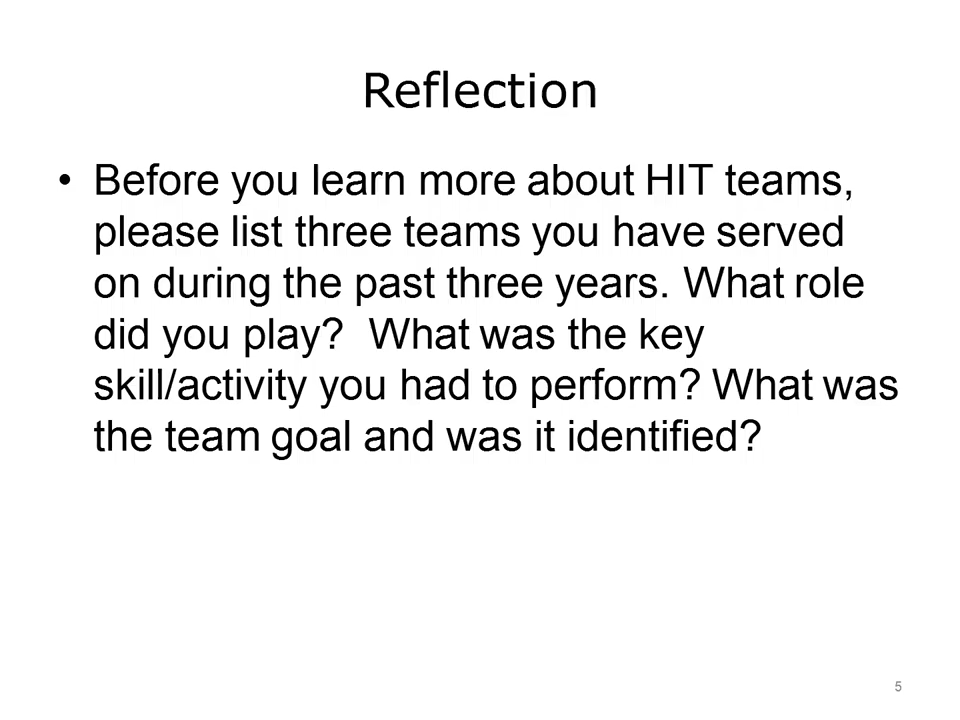 Reflection
• Before you learn more about HIT teams,
please list three teams you have served
on during the past three years. What role
did you play?  What was the key
skill/activity you had to perform? What was
the team goal and was it identified?
5